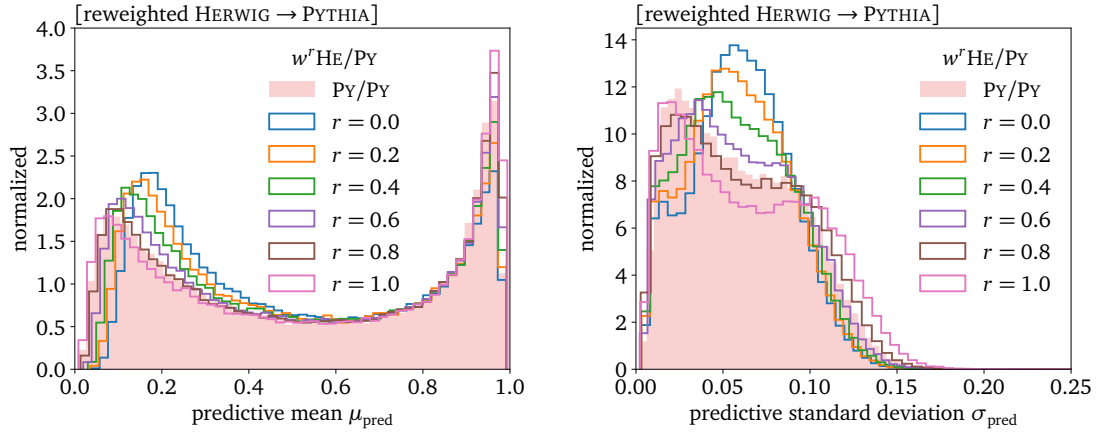 [reweighted HERWIG → PYTHIA]
normalized
4.0
3.5
3.0
2.5
2.0
1.5
1.0
0.5
0.0
w^r HE/PY
PY/PY
r = 0.0
r = 0.2
r = 0.4
r = 0.6
r = 0.8
r = 1.0
0.0 0.2 0.4 0.6 0.8 1.0
predictive mean μ_pred
[reweighted HERWIG → PYTHIA]
normalized
14
12
10
8
6
4
2
0
w^r HE/PY
PY/PY
r = 0.0
r = 0.2
r = 0.4
r = 0.6
r = 0.8
r = 1.0
0.00 0.05 0.10 0.15 0.20 0.25
predictive standard deviation σ_pred